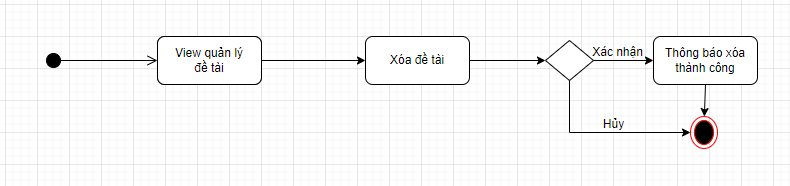 View quản lý
đề tài
Xóa đề tài
Xác nhận
Thông báo xóa
thành công
Hủy